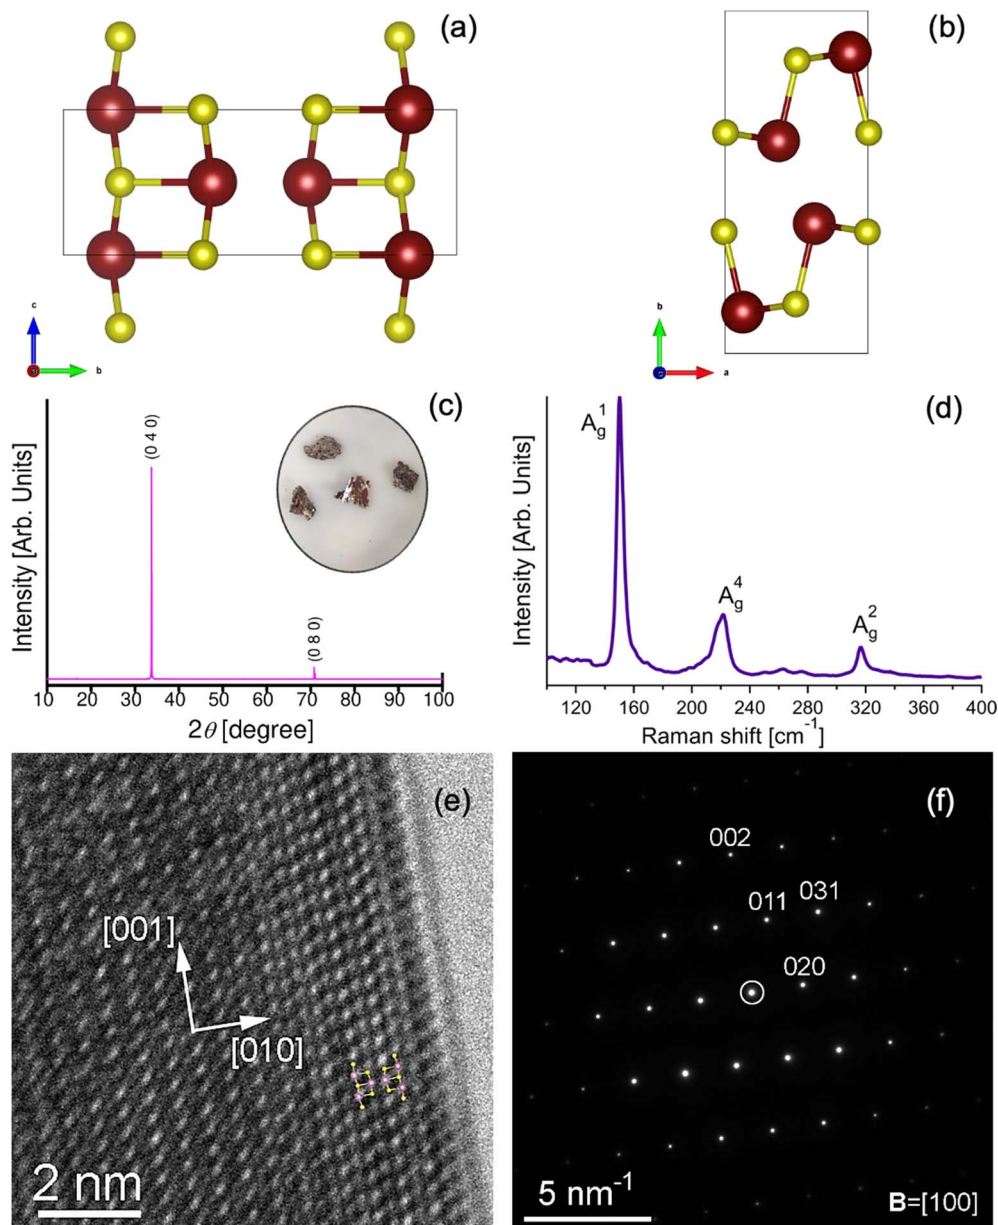 (a)
(b)
c
b
b
a
(c)
Intensity [Arb. Units]
(0 4 0)
(0 8 0)
10 20 30 40 50 60 70 80 90 100
2θ [degree]
(d)
Intensity [Arb. Units]
A_g^1
A_g^4
A_g^2
120 160 200 240 280 320 360 400
Raman shift [cm⁻¹]
(e)
[001]
[010]
2 nm
(f)
002
011 031
020
5 nm⁻¹
B=[100]